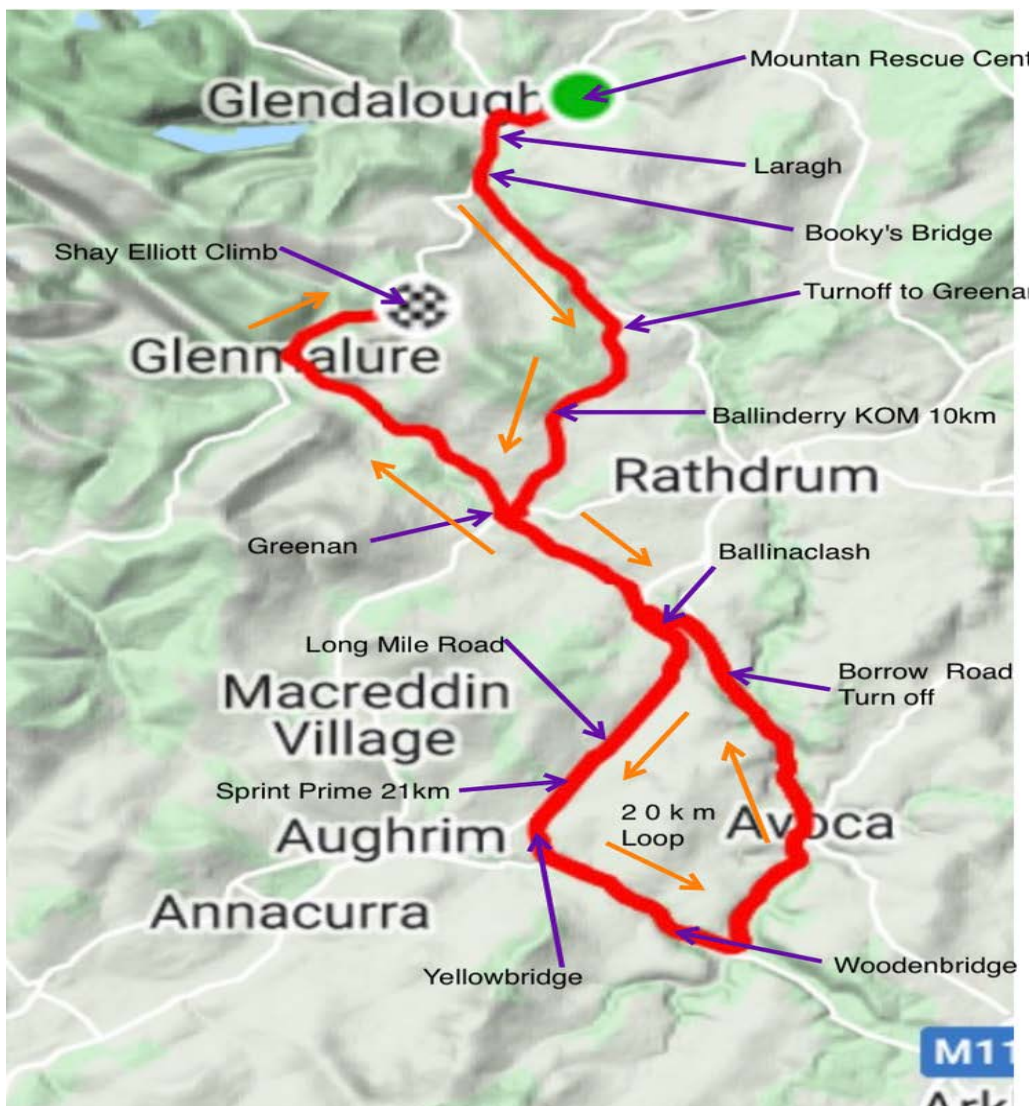 Mountan Rescue Cent
Glendalough
Laragh
Booky's Bridge
Shay Elliott Climb
Turnoff to Greenan
Glenmalure
Ballinderry KOM 10km
Rathdrum
Greenan
Ballinaclash
Long Mile Road
Borrow Road
Turn off
Macreddin
Village
Sprint Prime 21km
20km
Loop
Avoca
Aughrim
Annacurra
Woodenbridge
Yellowbridge
M11
Ark